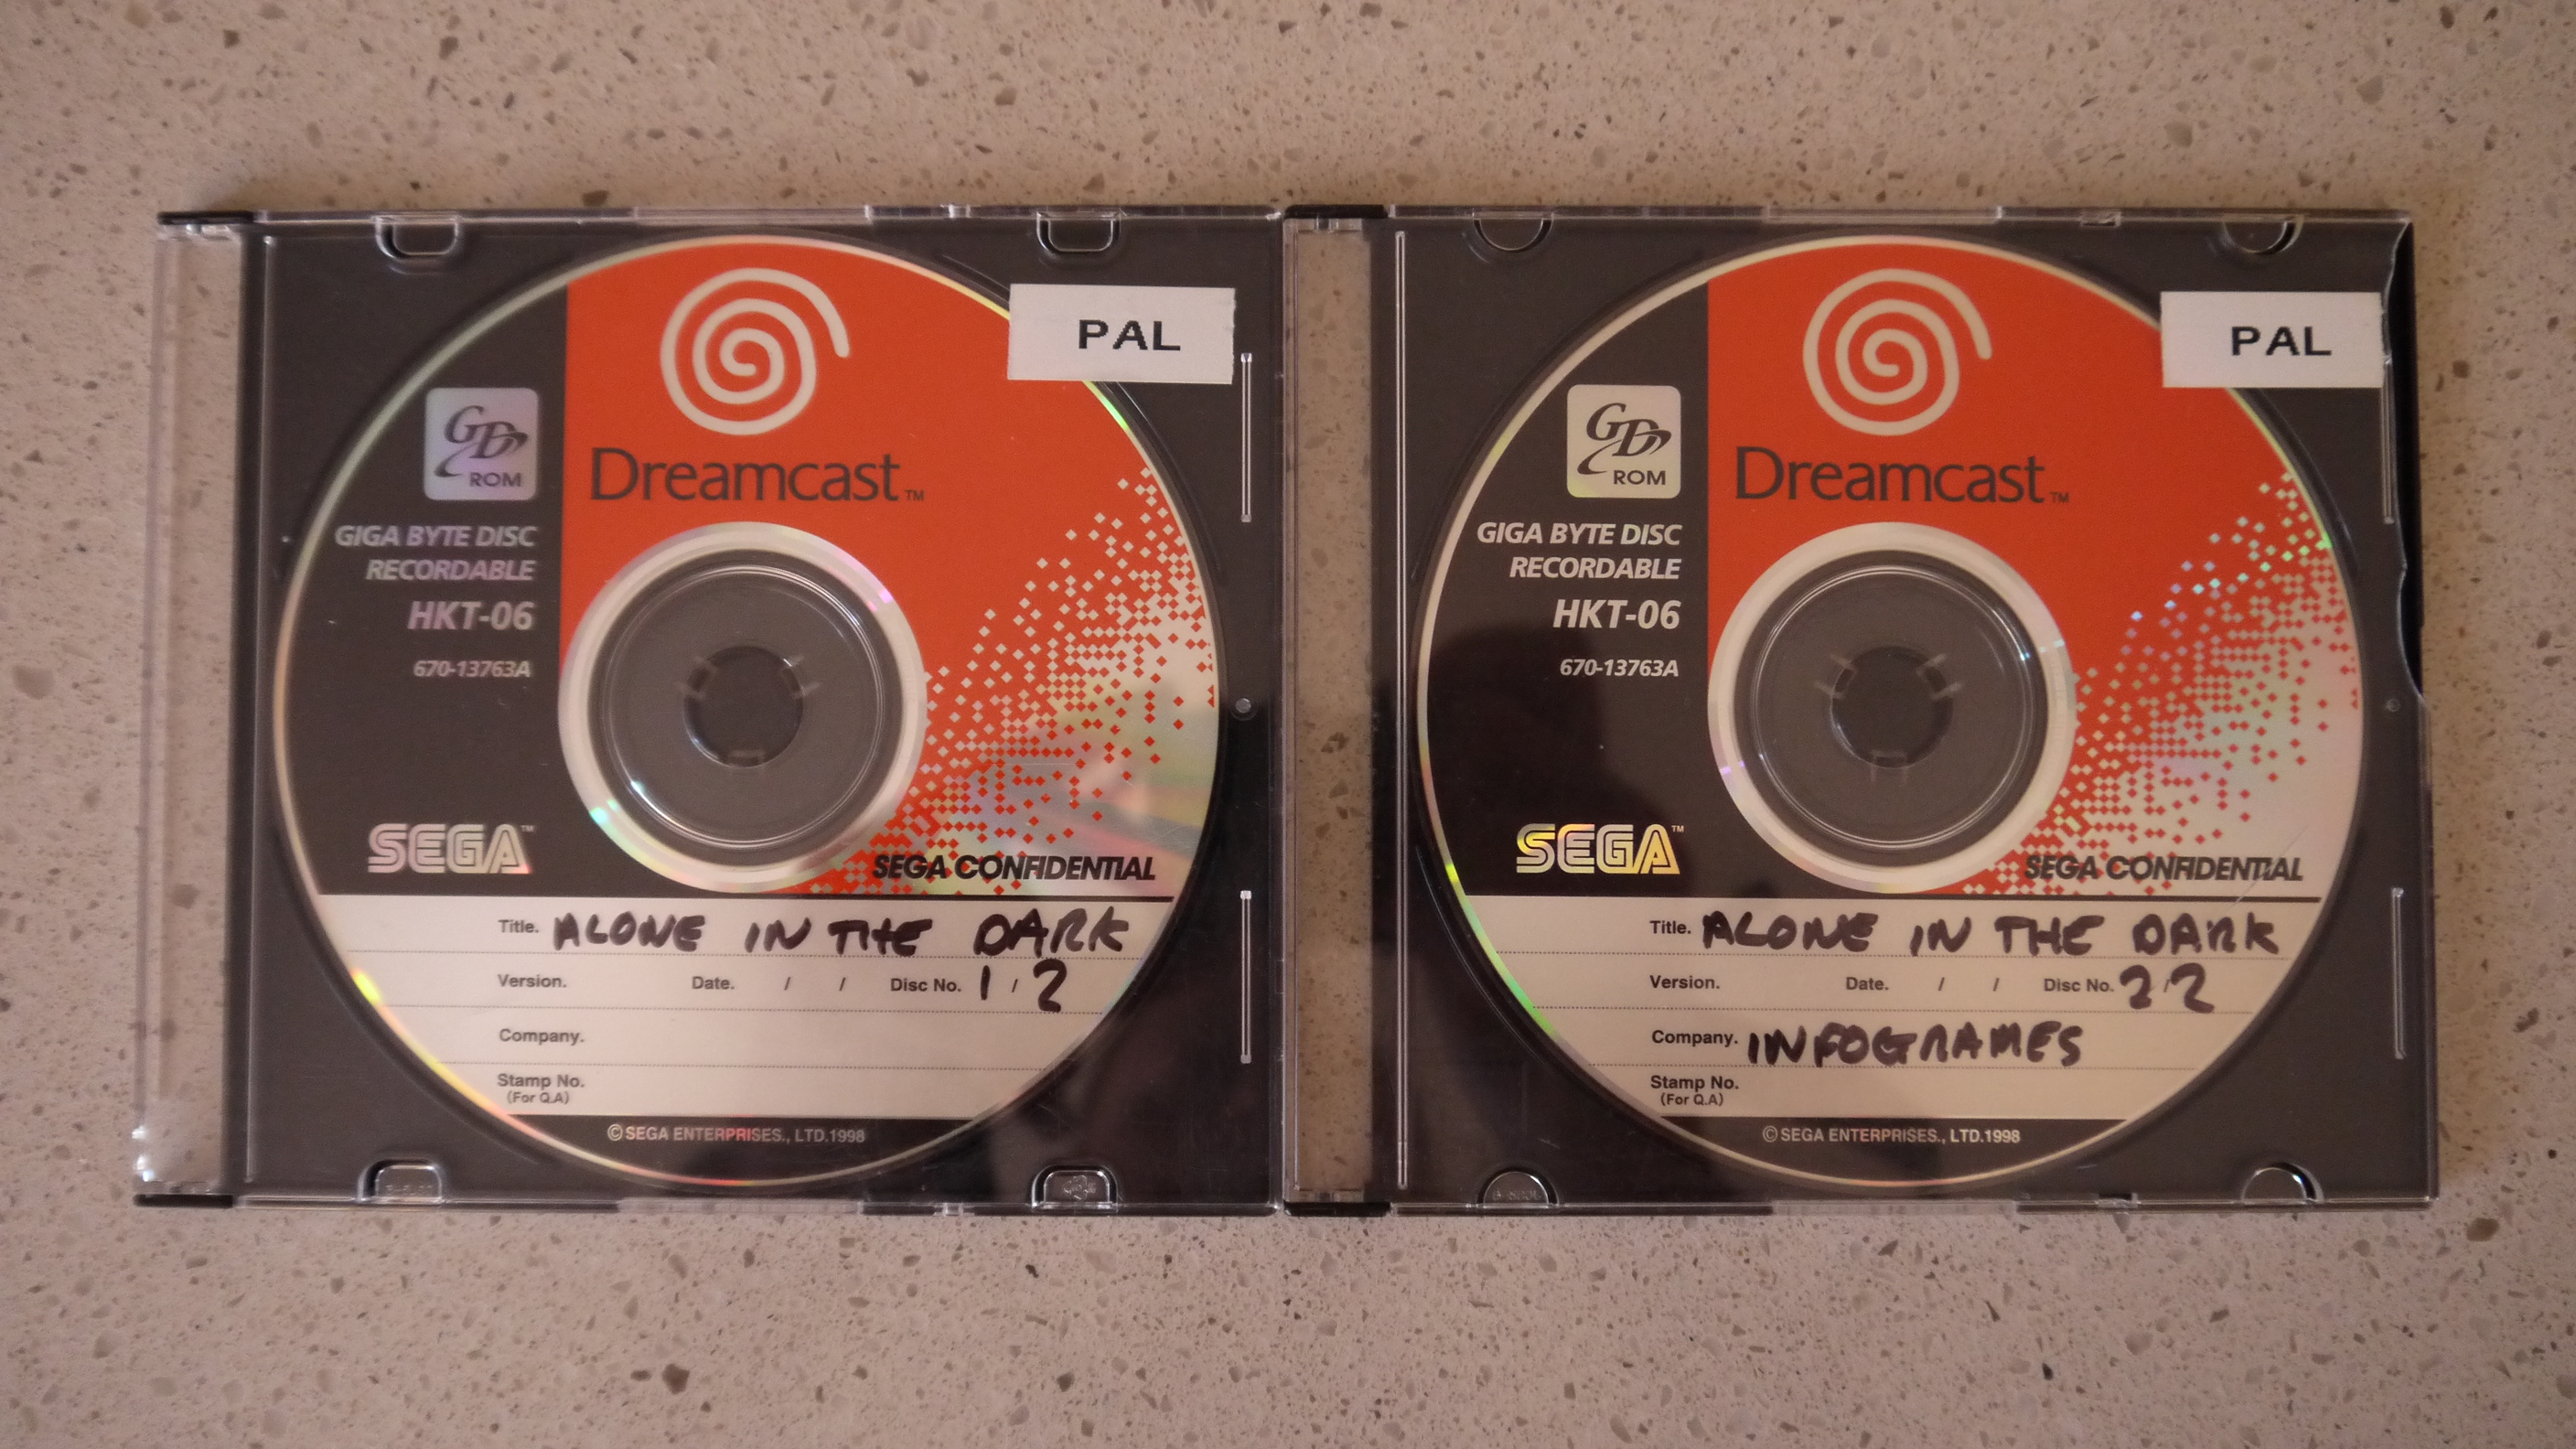 PAL
GD
ROM
Dreamcast™
GIGA BYTE DISC
RECORDABLE
HKT-06
670-13763A
SEGA™
SEGA CONFIDENTIAL
Title. ALONE IN THE DARK
Version. Date. / / Disc No. 1 / 2
Company.
Stamp No.
(For Q.A)
©SEGA ENTERPRISES., LTD.1998
PAL
GD
ROM
Dreamcast™
GIGA BYTE DISC
RECORDABLE
HKT-06
670-13763A
SEGA™
SEGA CONFIDENTIAL
Title. ALONE IN THE DARK
Version. Date. / / Disc No. 2 / 2
Company. INFOGRAMES
Stamp No.
(For Q.A)
©SEGA ENTERPRISES., LTD.1998